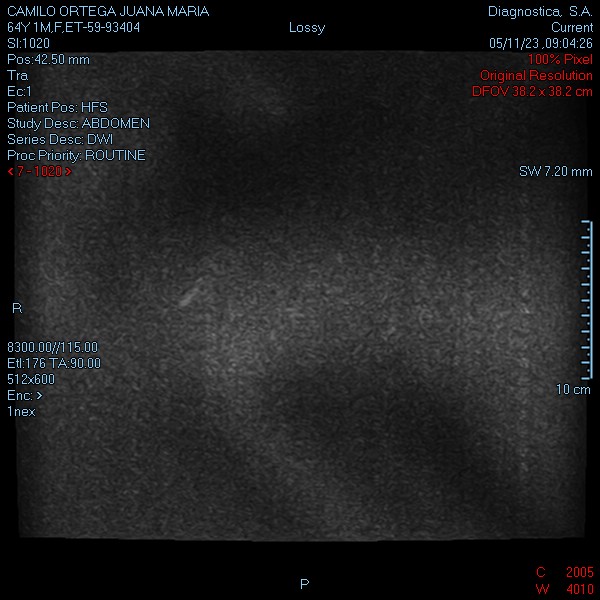 CAMILO ORTEGA JUANA MARIA
64Y 1M,F,ET-59-93404
SI:1020
Pos:42.50 mm
Tra
Ec:1
Patient Pos: HFS
Study Desc: ABDOMEN
Series Desc: DWI
Proc Priority: ROUTINE
< 7 - 1020 >
Lossy
Diagnostica, S.A.
Current
05/11/23 ,09:04:26
100% Pixel
Original Resolution
DFOV 38.2 x 38.2 cm
SW 7.20 mm
R
8300.00//115.00
Etl:176 TA:90.00
512x600
Enc: >
1nex
10 cm
P
C 2005
W 4010